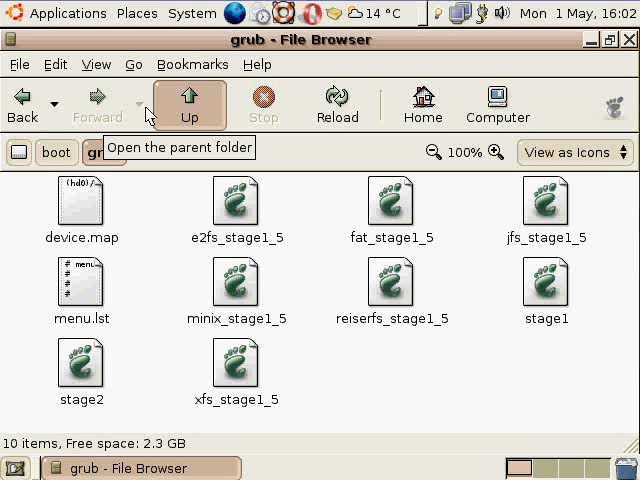 Applications Places System 14 °C Mon 1 May, 16:02
grub - File Browser
File Edit View Go Bookmarks Help
Back Forward Up Stop Reload Home Computer
Open the parent folder
boot 100% View as Icons
(hd0)/
device.map e2fs_stage1_5 fat_stage1_5 jfs_stage1_5
# menu
#
#
#
menu.lst minix_stage1_5 reiserfs_stage1_5 stage1
stage2 xfs_stage1_5
10 items, Free space: 2.3 GB
grub - File Browser